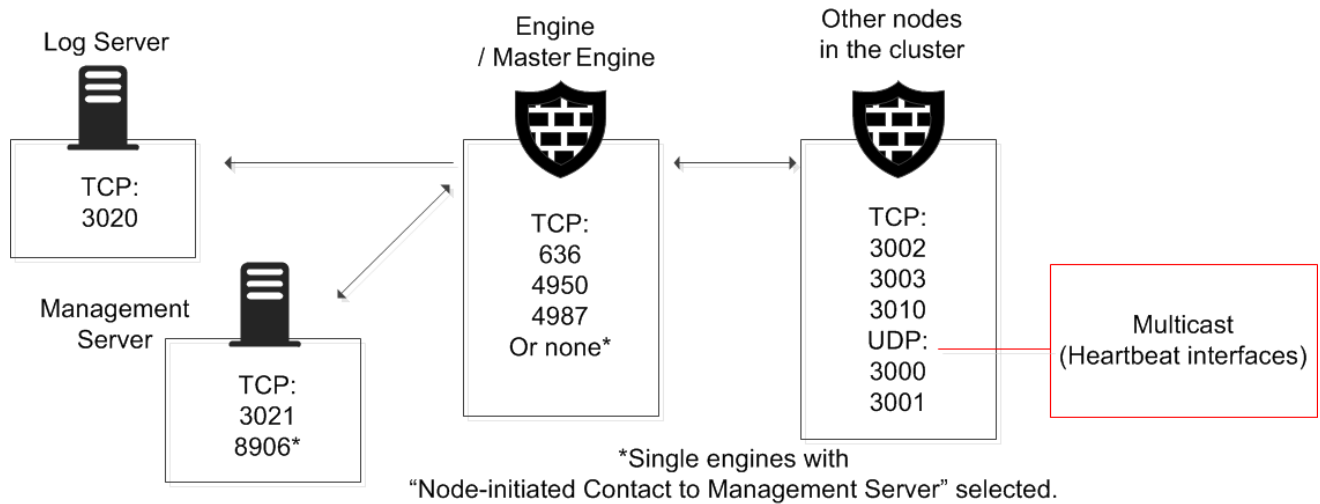 Log Server
TCP:
3020
Management
Server
TCP:
3021
8906*
Engine
/ Master Engine
TCP:
636
4950
4987
Or none*
Other nodes
in the cluster
TCP:
3002
3003
3010
UDP:
3000
3001
Multicast
(Heartbeat interfaces)
*Single engines with
“Node-initiated Contact to Management Server” selected.